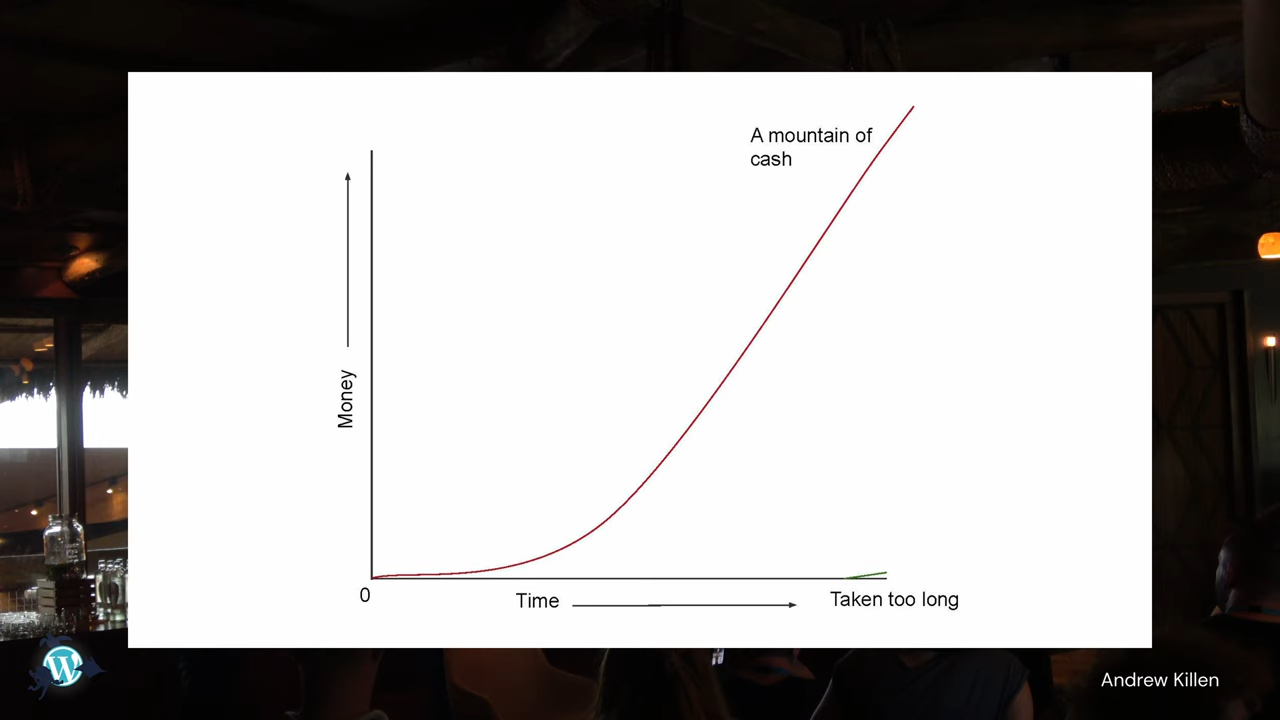 A mountain of
cash
Money
0
Time
Taken too long
W
Andrew Killen